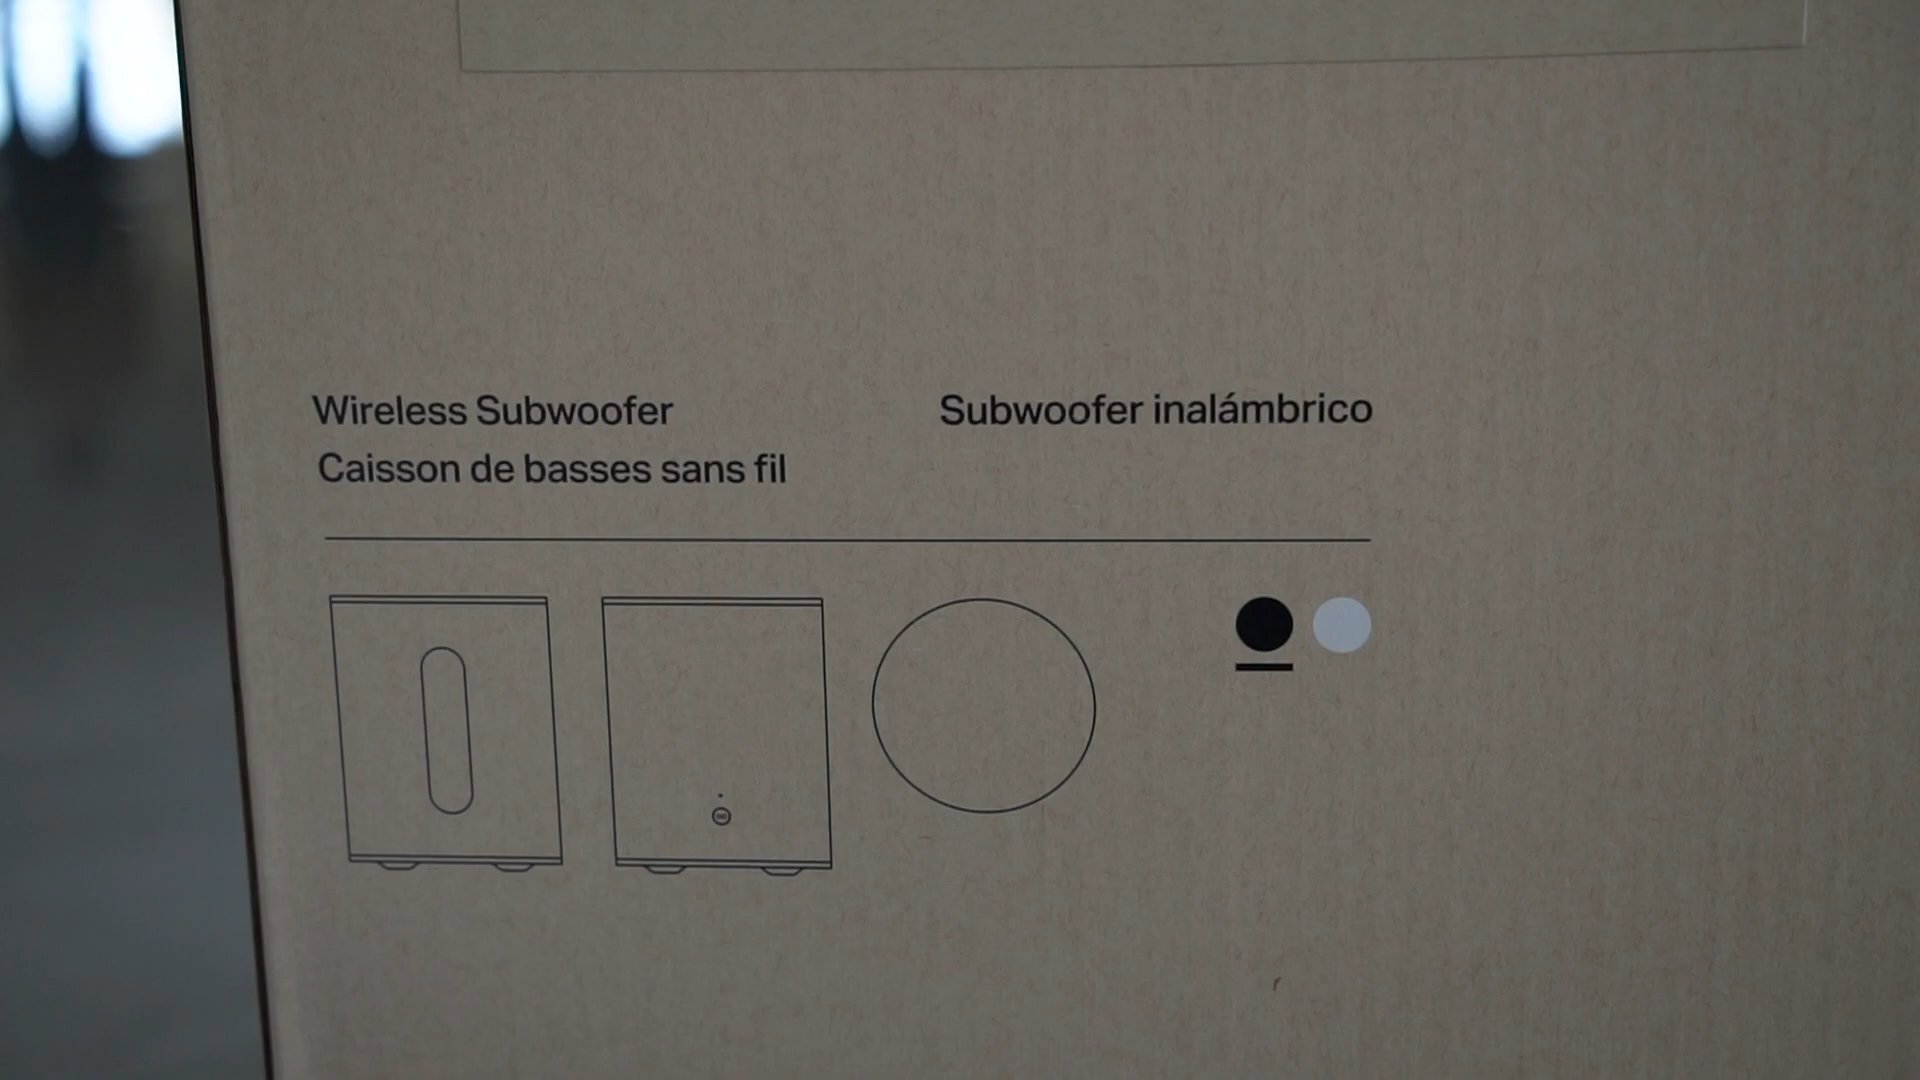 Wireless Subwoofer
Caisson de basses sans fil
Subwoofer inalámbrico